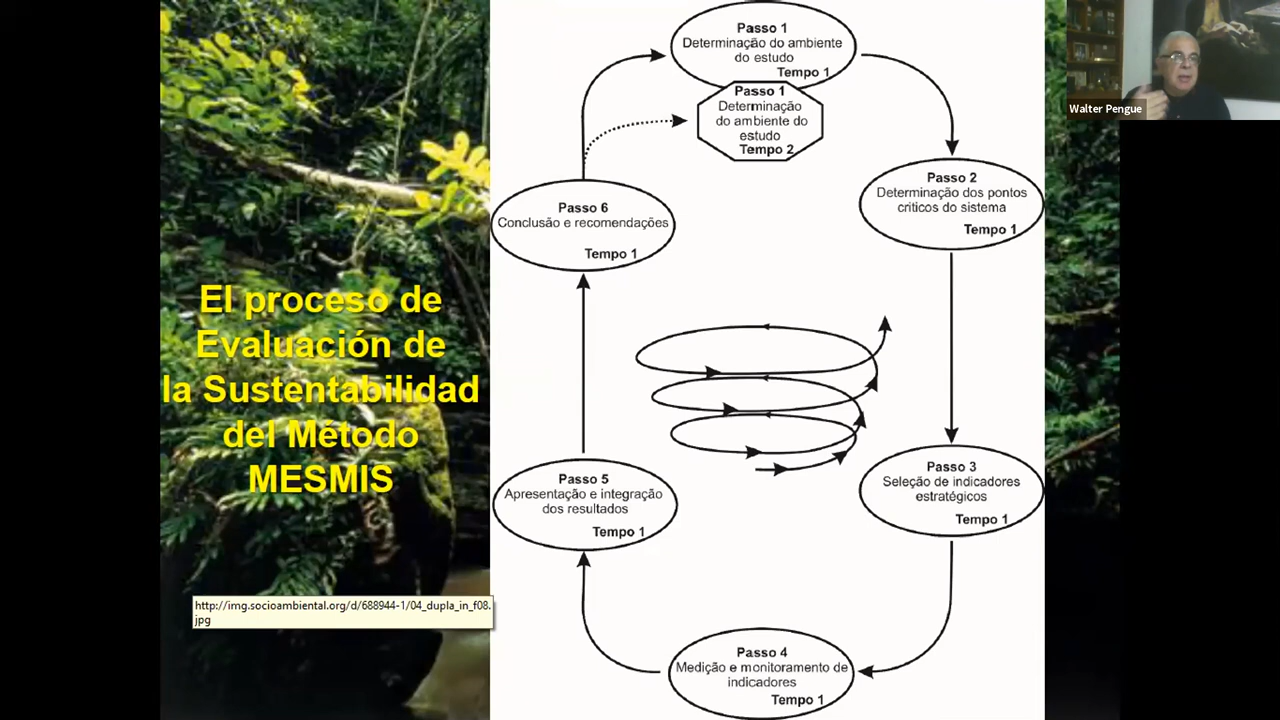 El proceso de
Evaluación de
la Sustentabilidad
del Método
MESMIS
http://img.socioambiental.org/d/688944-1/04_dupla_in_f08.
jpg
Passo 1
Determinação do ambiente
do estudo
Tempo 1
Passo 1
Determinação
do ambiente do
estudo
Tempo 2
Passo 2
Determinação dos pontos
criticos do sistema
Tempo 1
Passo 3
Seleção de indicadores
estratégicos
Tempo 1
Passo 4
Medição e monitoramento de
indicadores
Tempo 1
Passo 5
Apresentação e integração
dos resultados
Tempo 1
Passo 6
Conclusão e recomendações
Tempo 1
Walter Pengue